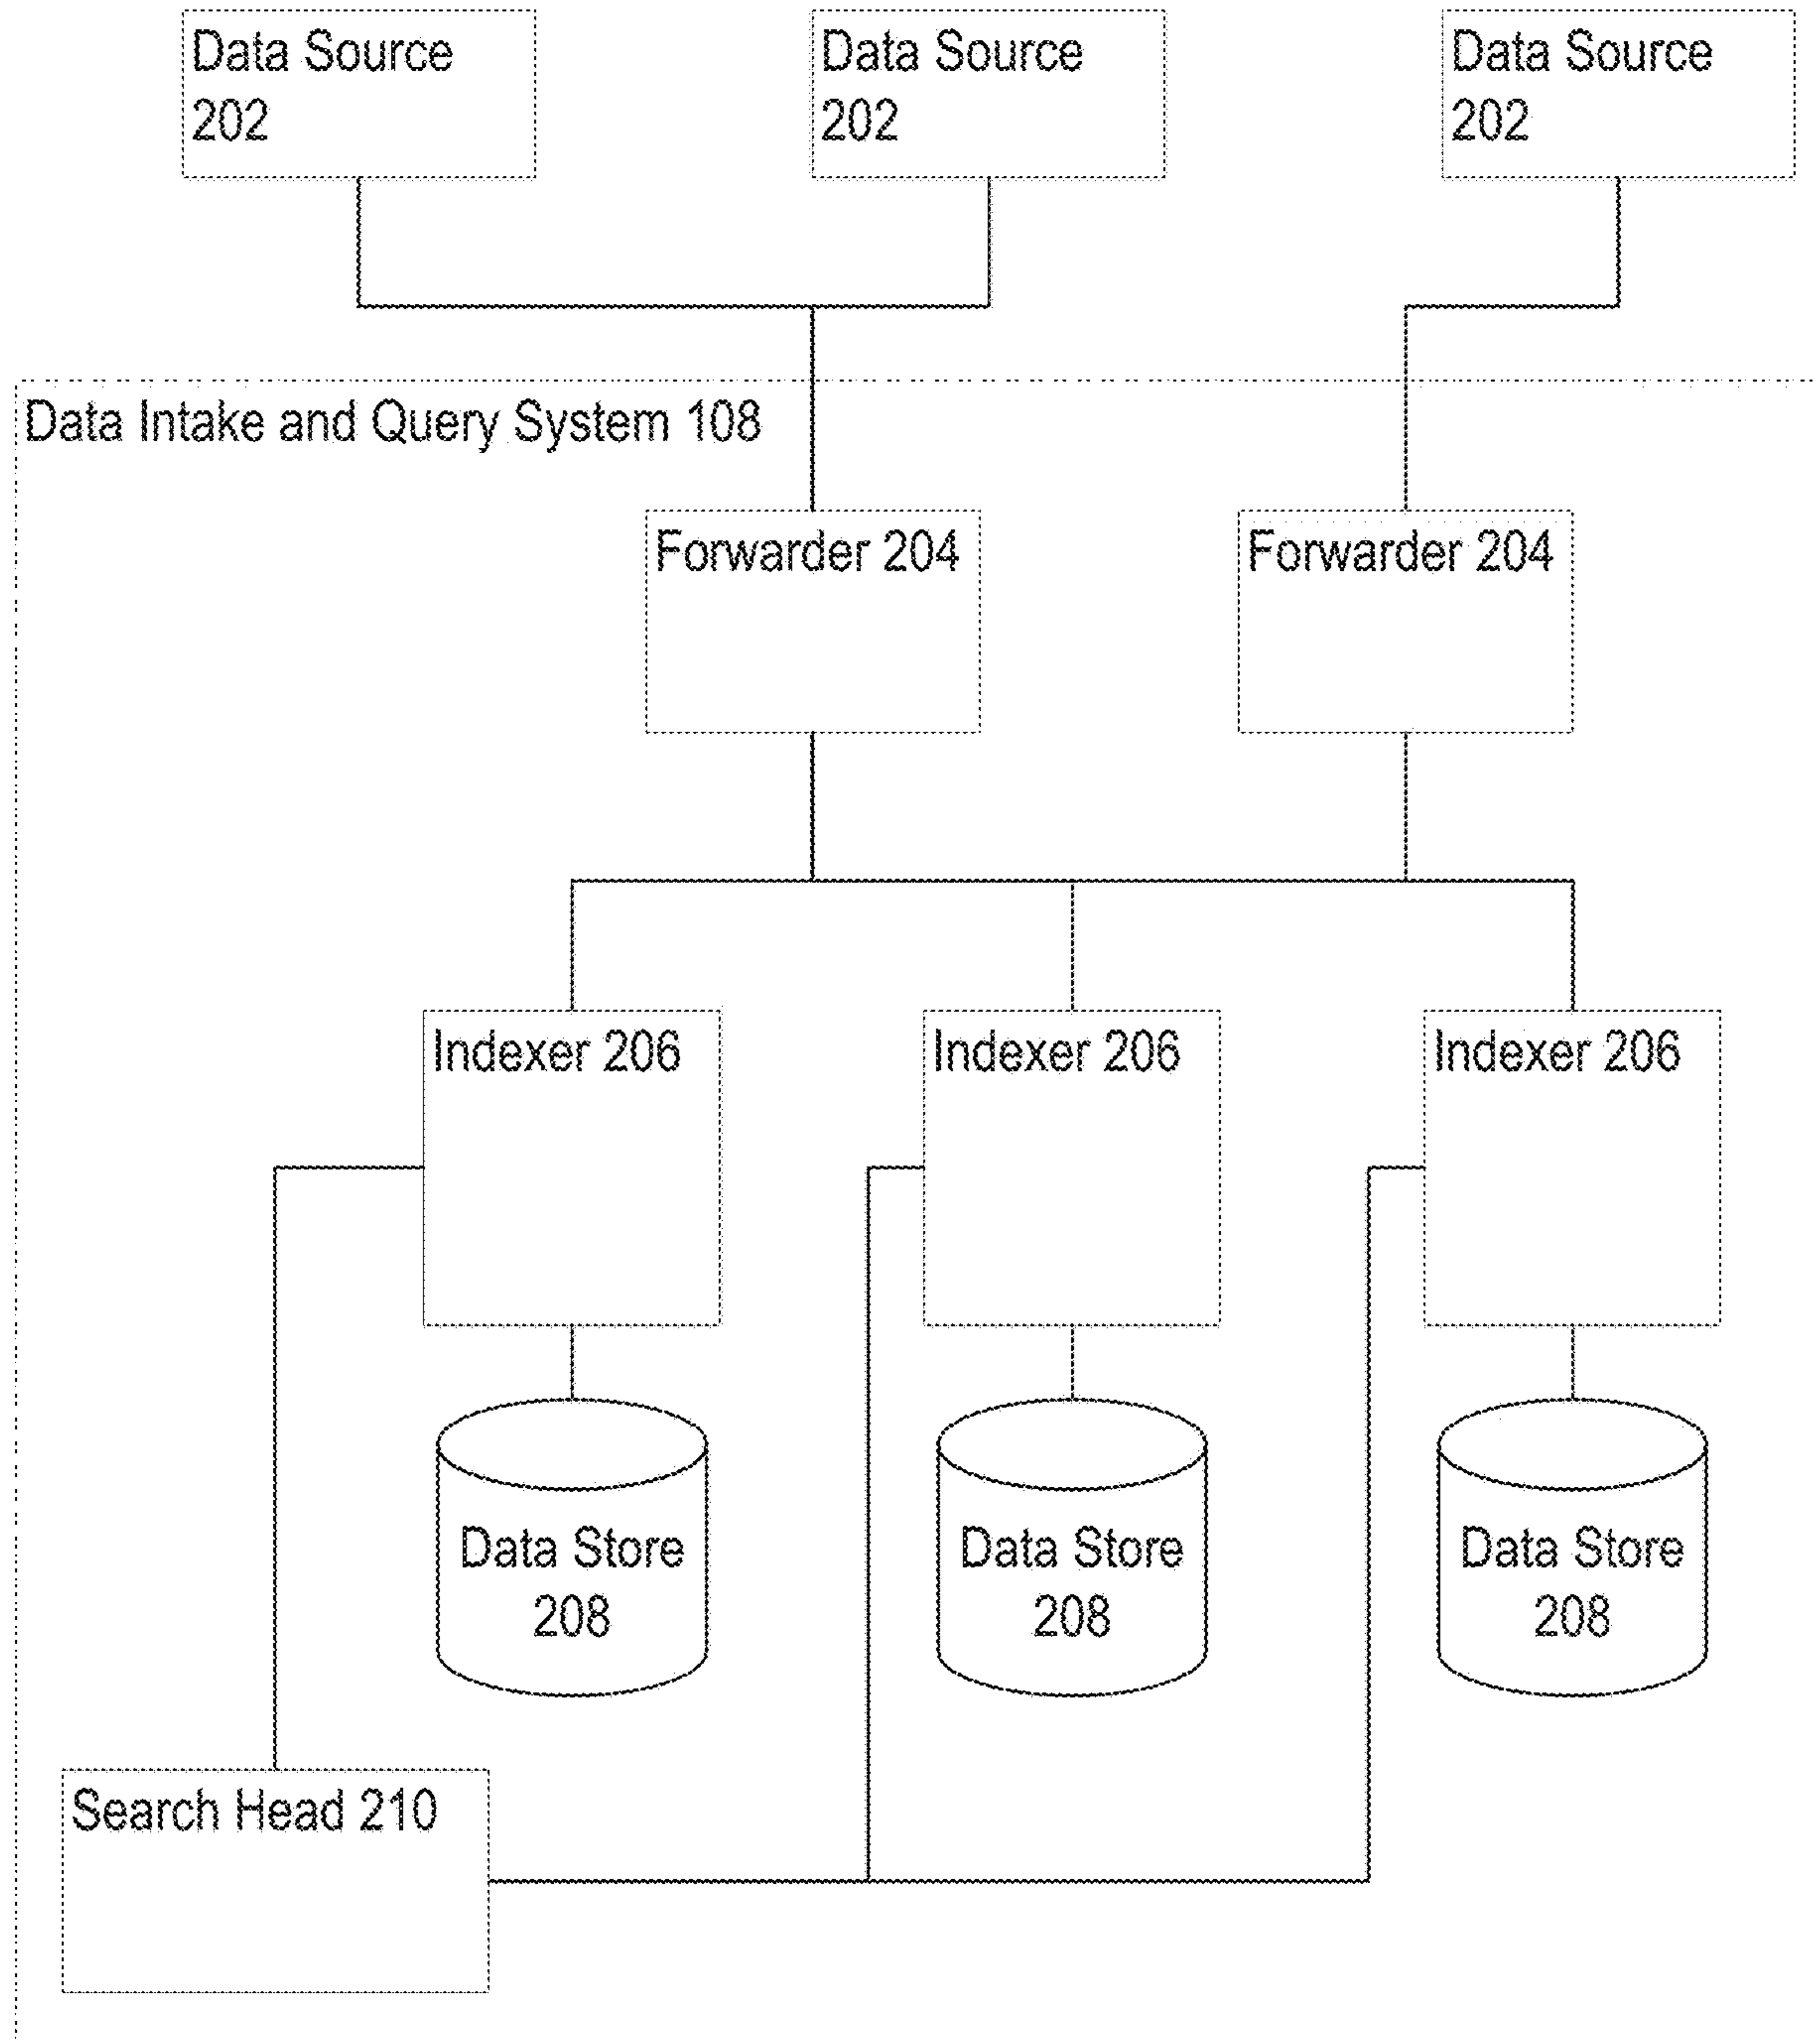 Data Source
202
Data Source
202
Data Source
202
Data Intake and Query System 108
Forwarder 204
Forwarder 204
Indexer 206
Indexer 206
Indexer 206
Data Store
208
Data Store
208
Data Store
208
Search Head 210